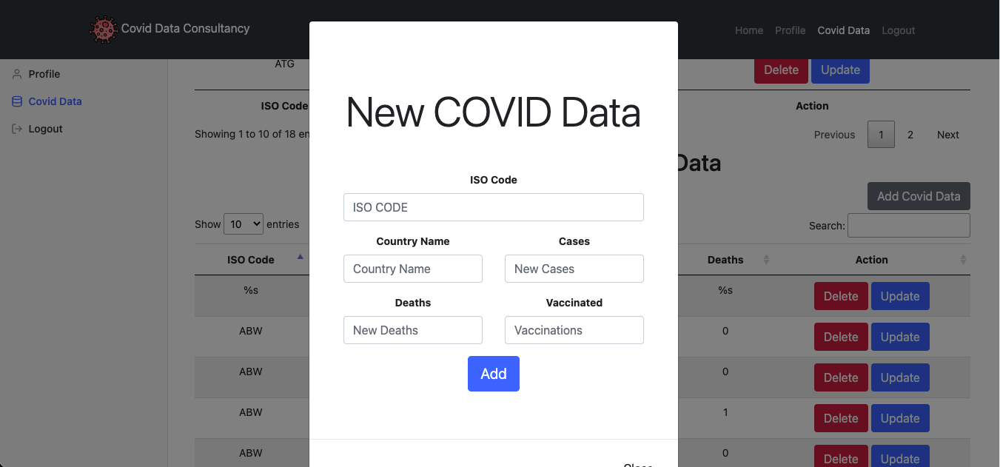 Covid Data Consultancy
Home Profile Covid Data Logout
Profile
Covid Data
Logout
ATG
Delete Update
ISO Code
Action
Showing 1 to 10 of 18 en
Previous 1 2 Next
Data
Add Covid Data
Show 10 entries
Search:
ISO Code Deaths Action
%s %s Delete Update
ABW 0 Delete Update
ABW 0 Delete Update
ABW 1 Delete Update
ABW 0 Delete Update
New COVID Data
ISO Code
ISO CODE
Country Name Cases
Country Name New Cases
Deaths Vaccinated
New Deaths Vaccinations
Add
Close